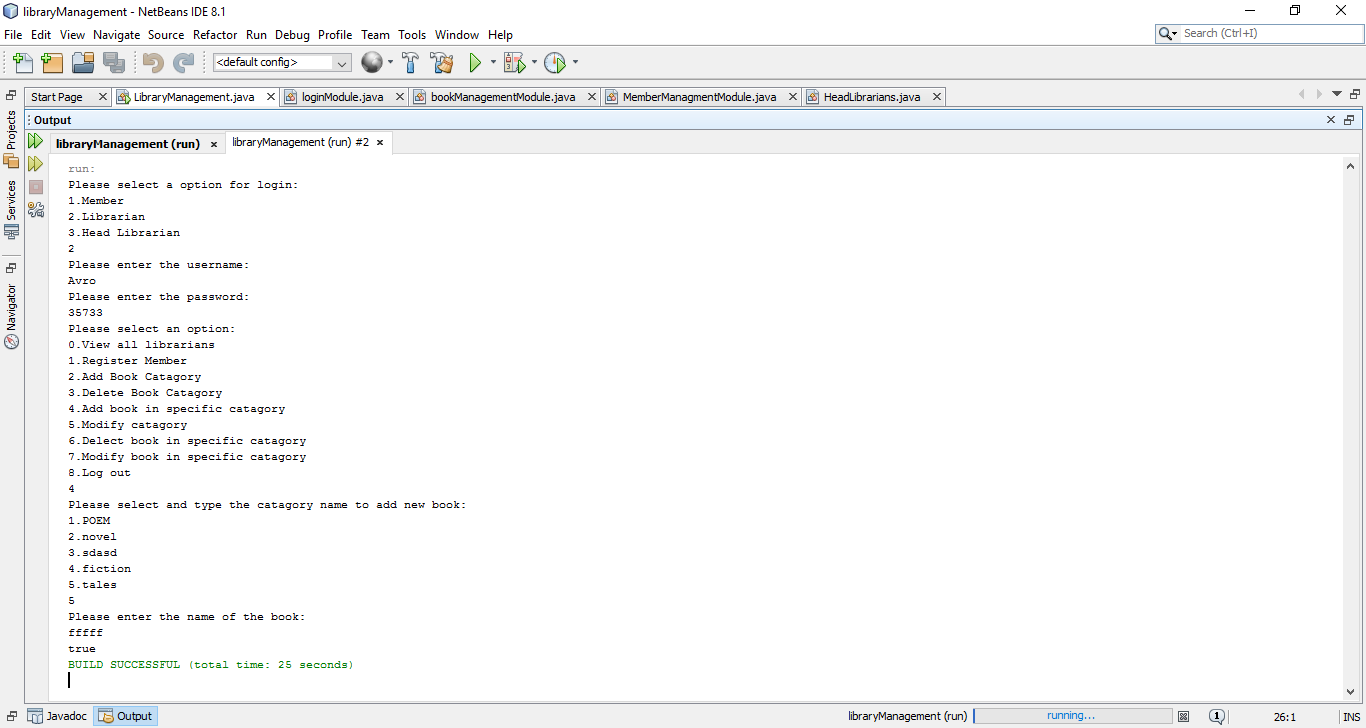 libraryManagement - NetBeans IDE 8.1
File Edit View Navigate Source Refactor Run Debug Profile Team Tools Window Help
Search (Ctrl+I)
<default config>
Start Page LibraryManagement.java loginModule.java bookManagementModule.java MemberManagmentModule.java HeadLibrarians.java
Projects
Services
Navigator
Output
libraryManagement (run) libraryManagement (run) #2
run:
Please select a option for login:
1.Member
2.Librarian
3.Head Librarian
2
Please enter the username:
Avro
Please enter the password:
35733
Please select an option:
0.View all librarians
1.Register Member
2.Add Book Catagory
3.Delete Book Catagory
4.Add book in specific catagory
5.Modify catagory
6.Delect book in specific catagory
7.Modify book in specific catagory
8.Log out
4
Please select and type the catagory name to add new book:
1.POEM
2.novel
3.sdasd
4.fiction
5.tales
5
Please enter the name of the book:
fffff
true
BUILD SUCCESSFUL (total time: 25 seconds)
Javadoc Output
libraryManagement (run) running... 1 26:1 INS